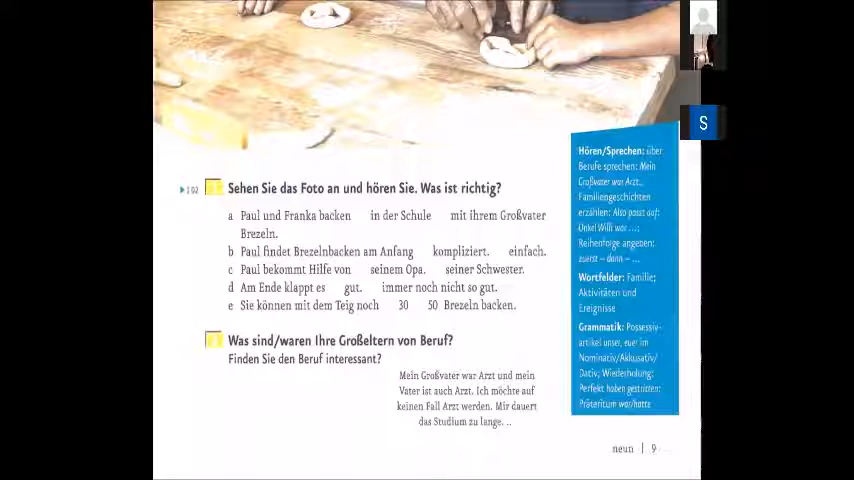 ▶ 1 02
Sehen Sie das Foto an und hören Sie. Was ist richtig?
a Paul und Franka backen in der Schule mit ihrem Großvater
Brezeln.
b Paul findet Brezelnbacken am Anfang kompliziert. einfach.
c Paul bekommt Hilfe von seinem Opa. seiner Schwester.
d Am Ende klappt es gut. immer noch nicht so gut.
e Sie können mit dem Teig noch 30 50 Brezeln backen.
Was sind/waren Ihre Großeltern von Beruf?
Finden Sie den Beruf interessant?
Mein Großvater war Arzt und mein
Vater ist auch Arzt. Ich möchte auf
keinen Fall Arzt werden. Mir dauert
das Studium zu lange. ..
Hören/Sprechen: über
Berufe sprechen: Mein
Großvater war Arzt.;
Familiengeschichten
erzählen: Also passt auf:
Onkel Willi war ...;
Reihenfolge angeben:
zuerst – dann – ...
Wortfelder: Familie;
Aktivitäten und
Ereignisse
Grammatik: Possessiv-
artikel unser, euer im
Nominativ/Akkusativ/
Dativ; Wiederholung:
Perfekt haben gestritten;
Präteritum war/hatte
neun | 9
S